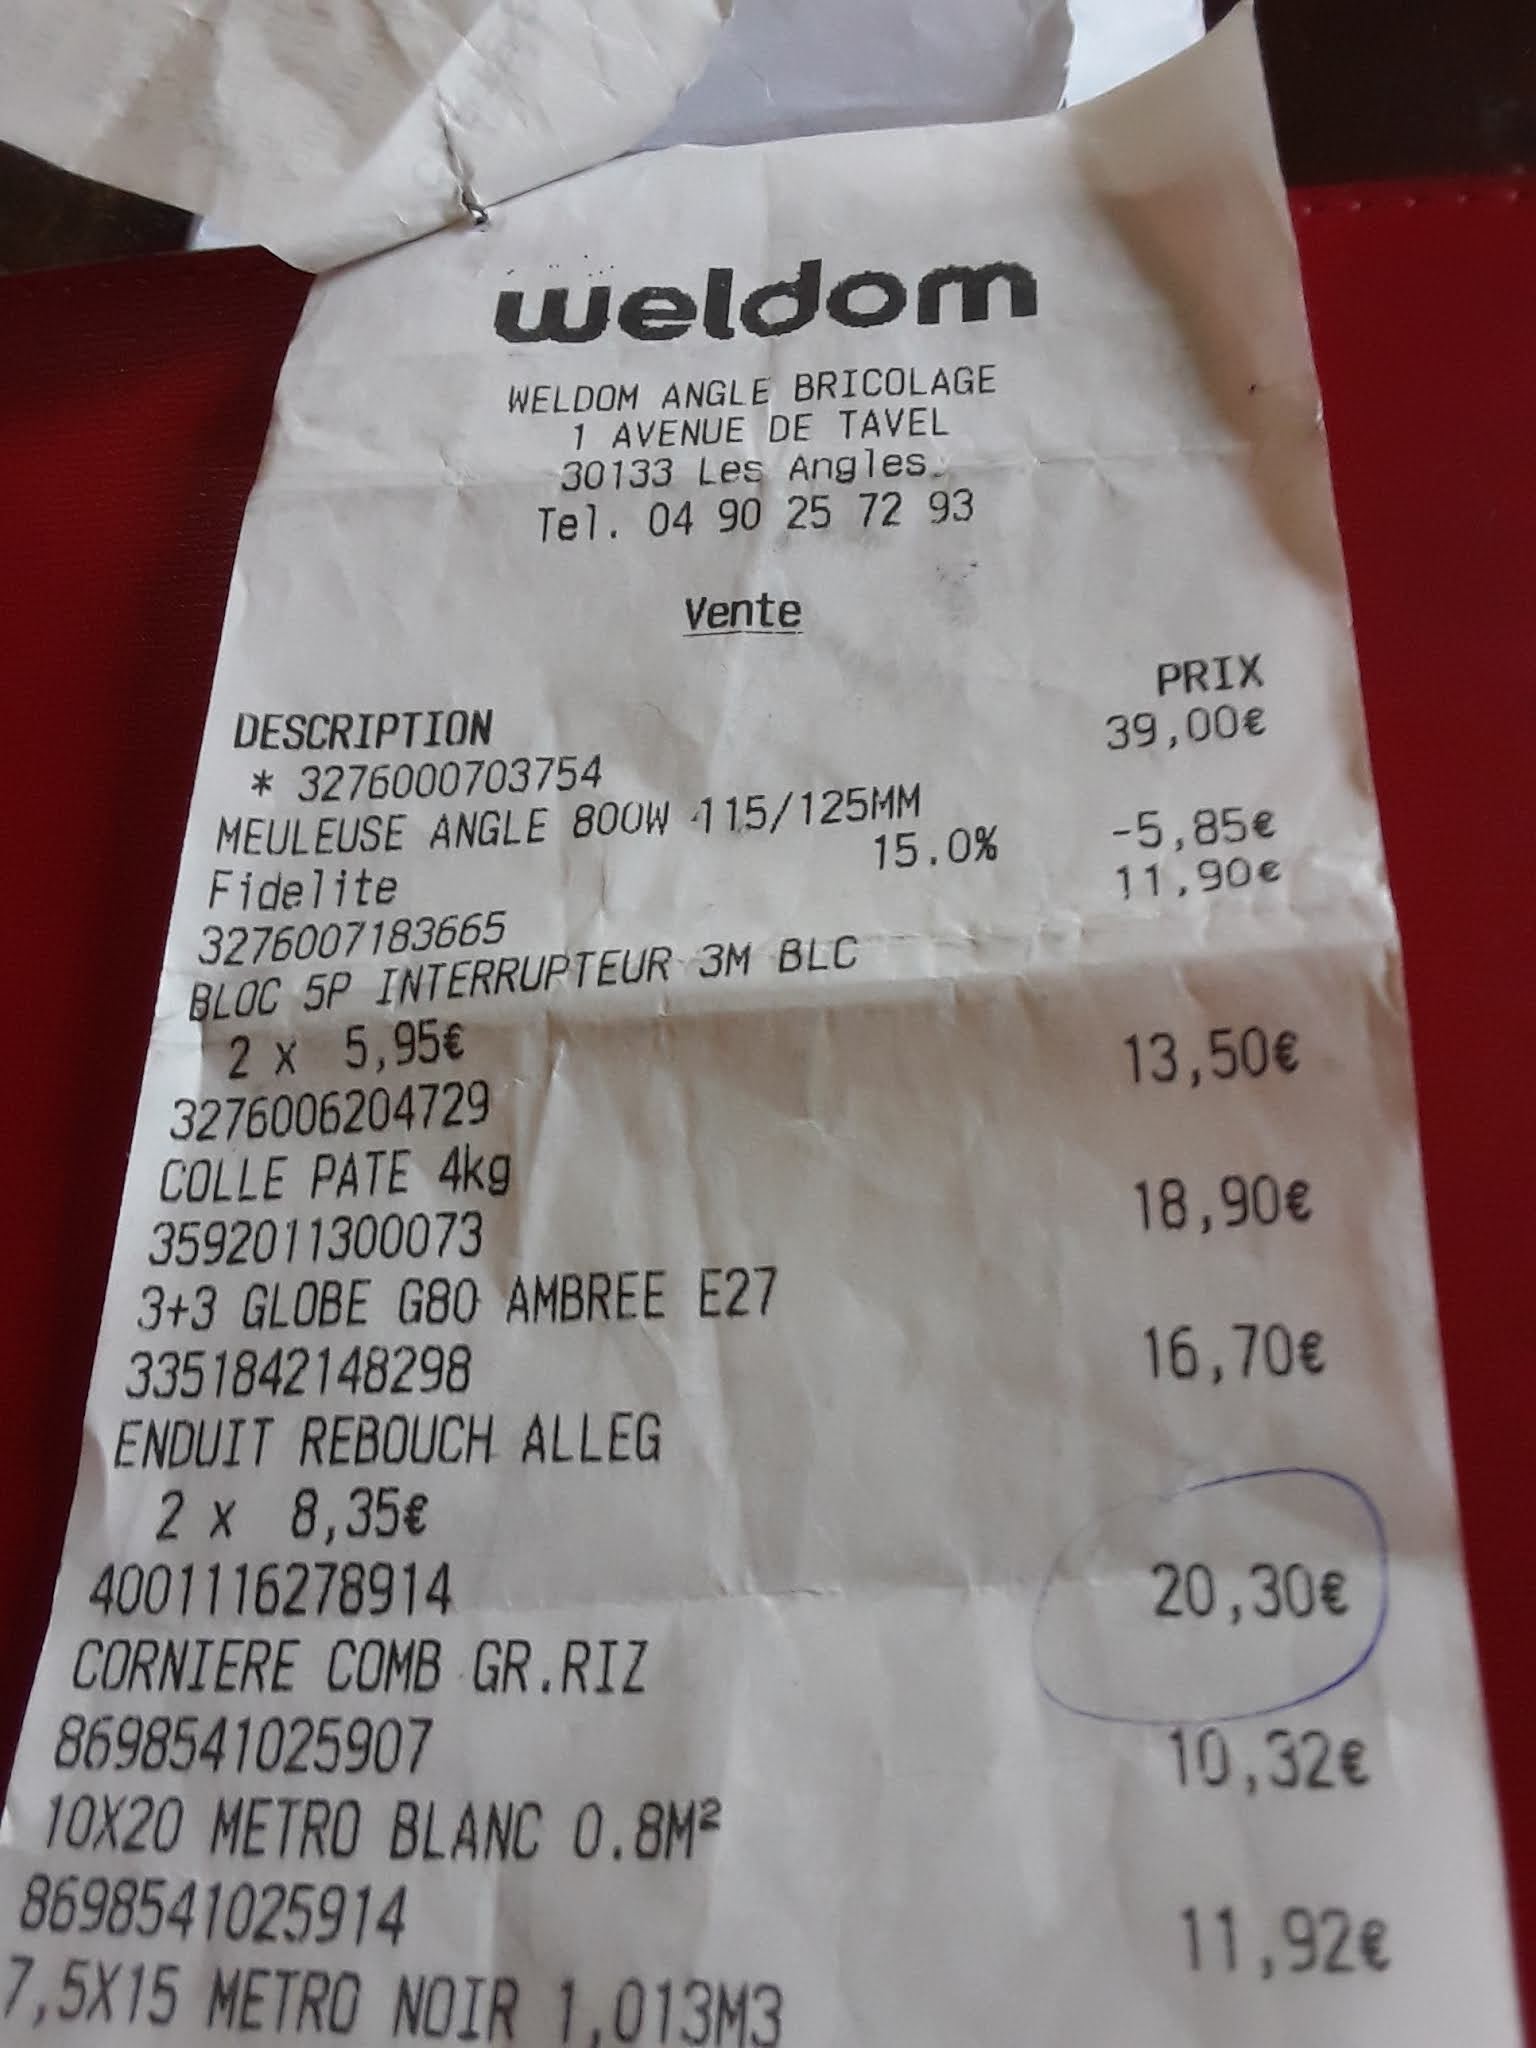 weldom
WELDOM ANGLE BRICOLAGE
1 AVENUE DE TAVEL
30133 Les Angles
Tel. 04 90 25 72 93
Vente
DESCRIPTION PRIX
* 3276000703754 39,00€
MEULEUSE ANGLE 800W 115/125MM
Fidelite 15.0% -5,85€
3276007183665 11,90€
BLOC 5P INTERRUPTEUR 3M BLC
2 x 5,95€
3276006204729 13,50€
COLLE PATE 4kg
3592011300073 18,90€
3+3 GLOBE G80 AMBREE E27
3351842148298 16,70€
ENDUIT REBOUCH ALLEG
2 x 8,35€
4001116278914 20,30€
CORNIERE COMB GR.RIZ
8698541025907 10,32€
10X20 METRO BLANC 0.8M²
8698541025914 11,92€
7,5X15 METRO NOIR 1,013M3